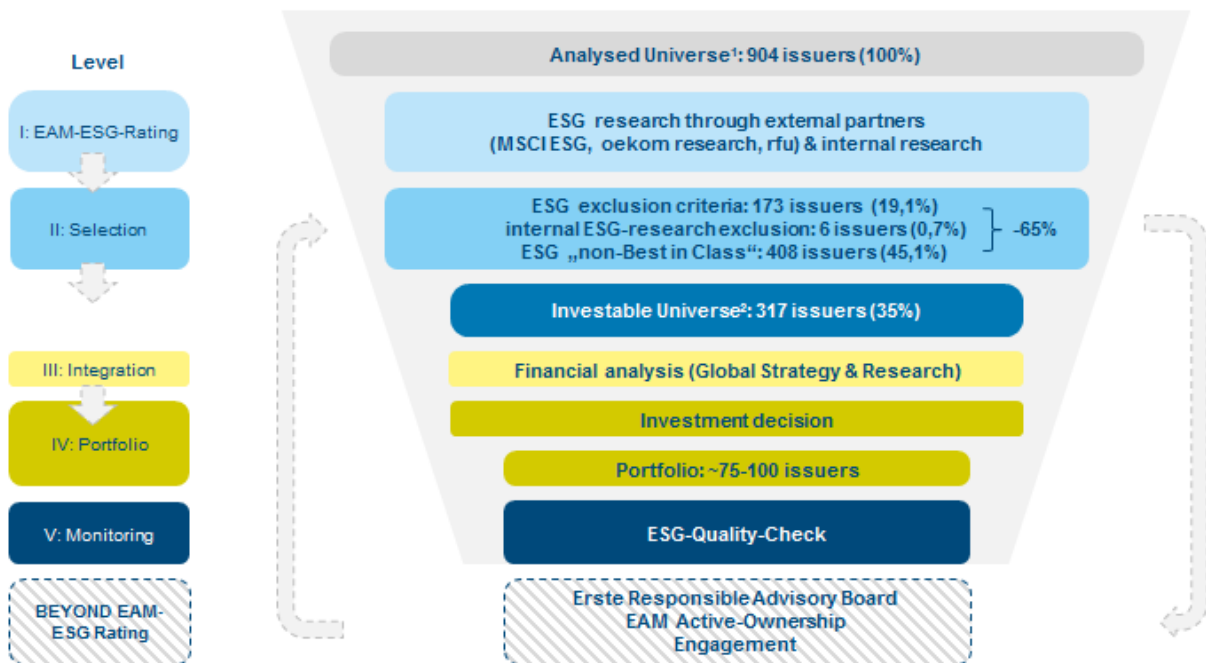 Level
Analysed Universe¹: 904 issuers (100%)
I: EAM-ESG-Rating
ESG research through external partners
(MSCI ESG, oekom research, rfu) & internal research
II: Selection
ESG exclusion criteria: 173 issuers (19,1%)
internal ESG-research exclusion: 6 issuers (0,7%)
ESG „non-Best in Class“: 408 issuers (45,1%)
-65%
Investable Universe²: 317 issuers (35%)
III: Integration
Financial analysis (Global Strategy & Research)
IV: Portfolio
Investment decision
Portfolio: ~75-100 issuers
V: Monitoring
ESG-Quality-Check
BEYOND EAM-
ESG Rating
Erste Responsible Advisory Board
EAM Active-Ownership
Engagement